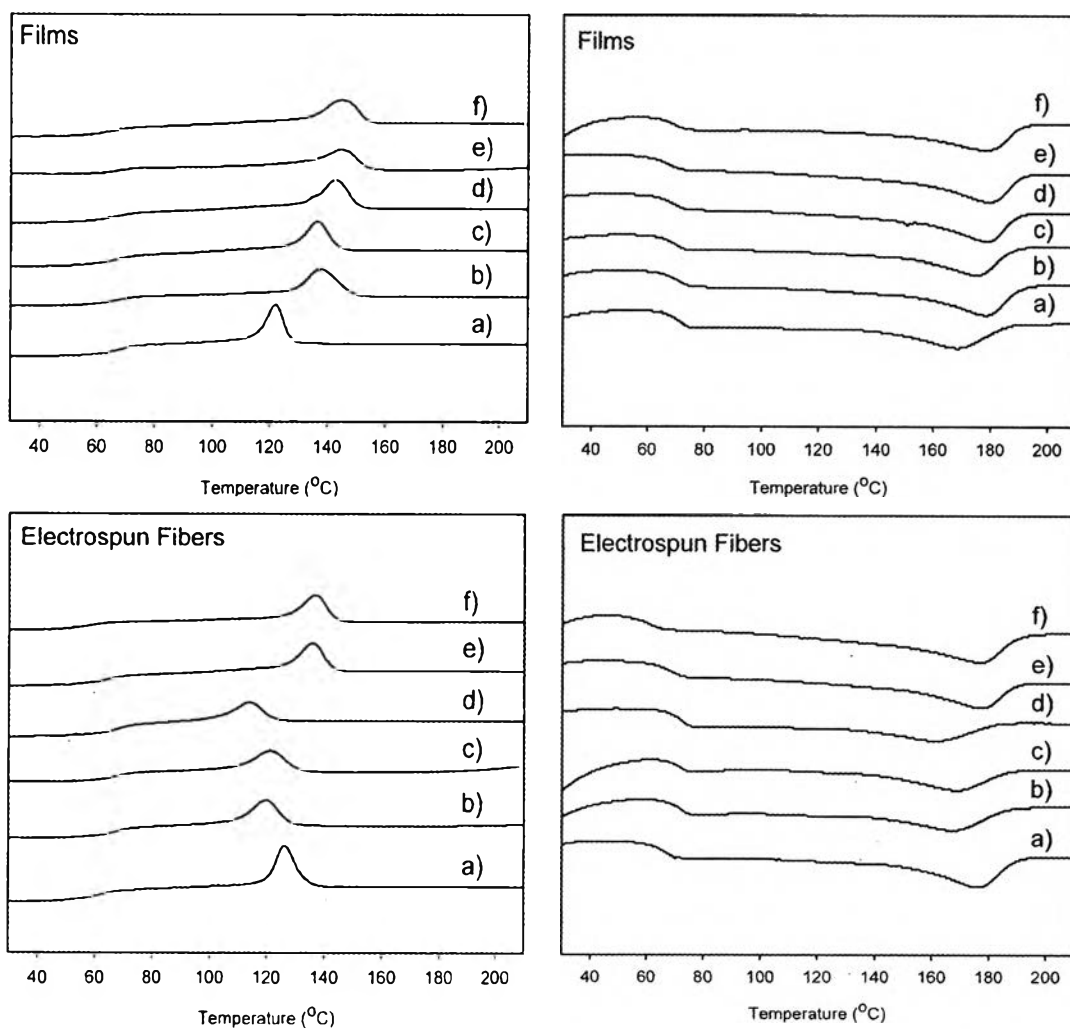 Films
f)
e)
d)
c)
b)
a)
40 60 80 100 120 140 160 180 200
Temperature (°C)
Films
f)
e)
d)
c)
b)
a)
40 60 80 100 120 140 160 180 200
Temperature (°C)
Electrospun Fibers
f)
e)
d)
c)
b)
a)
40 60 80 100 120 140 160 180 200
Temperature (°C)
Electrospun Fibers
f)
e)
d)
c)
b)
a)
40 60 80 100 120 140 160 180 200
Temperature (°C)